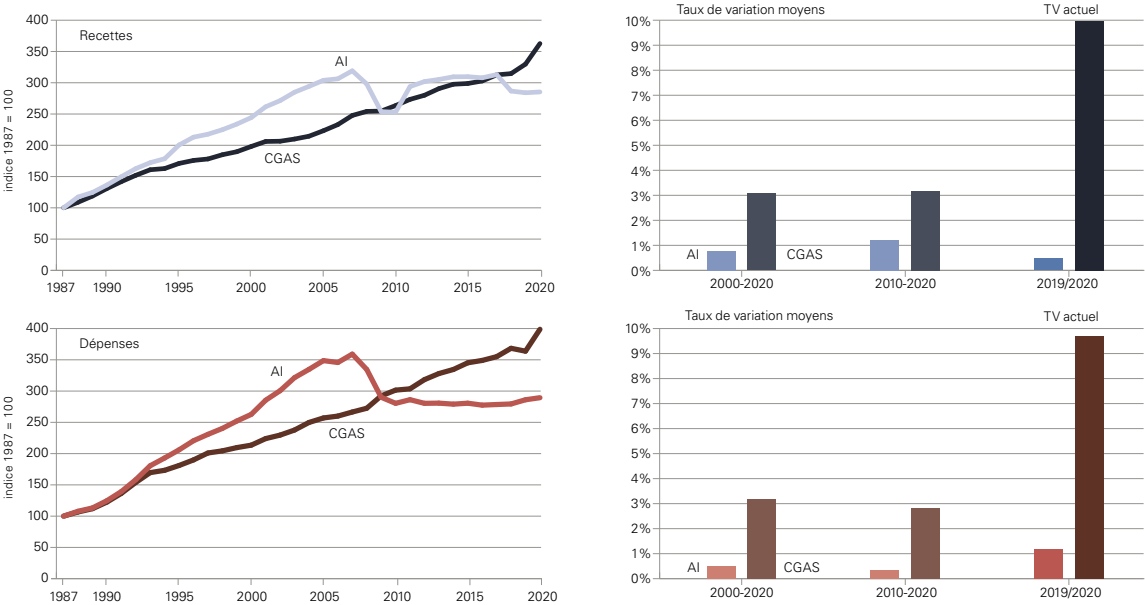 Recettes
indice 1987 = 100
400
350
300
250
200
150
100
50
0
AI
CGAS
1987 1990 1995 2000 2005 2010 2015 2020
Taux de variation moyens TV actuel
10%
9%
8%
7%
6%
5%
4%
3%
2%
1%
0%
AI CGAS
2000-2020 2010-2020 2019/2020
Dépenses
indice 1987 = 100
400
350
300
250
200
150
100
50
0
AI
CGAS
1987 1990 1995 2000 2005 2010 2015 2020
Taux de variation moyens TV actuel
10%
9%
8%
7%
6%
5%
4%
3%
2%
1%
0%
AI CGAS
2000-2020 2010-2020 2019/2020